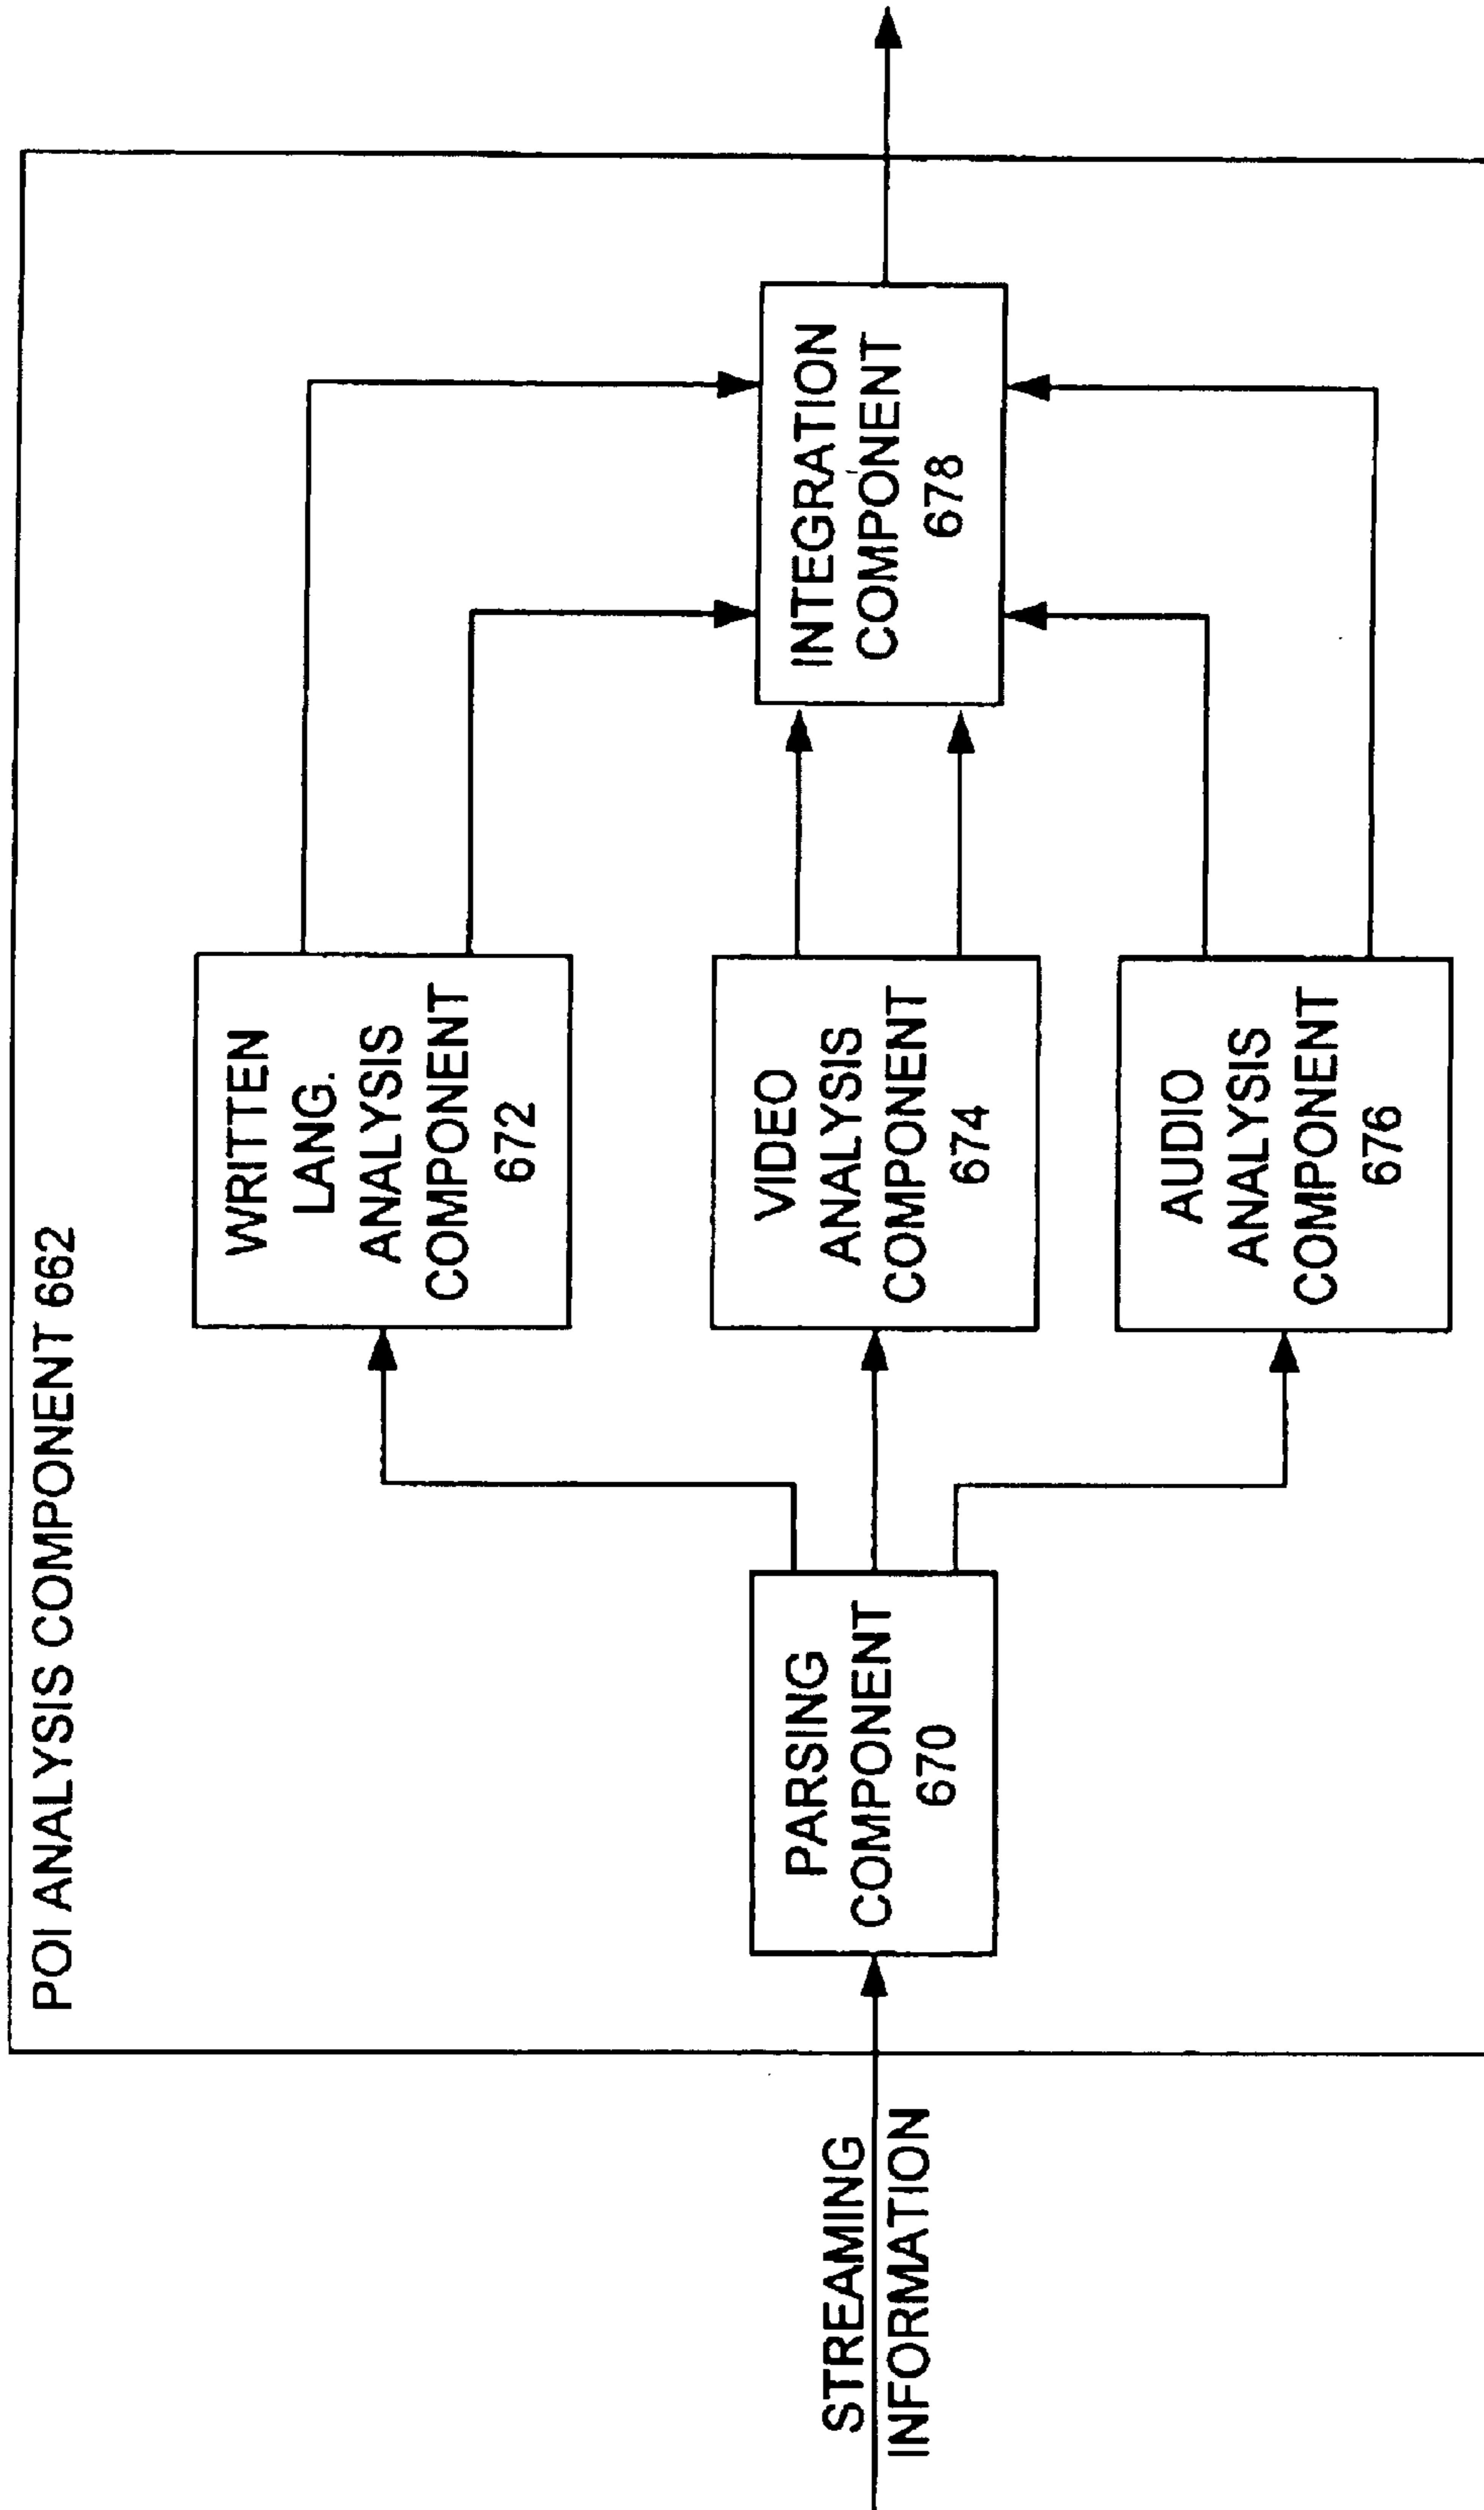 POI ANALYSIS COMPONENT 662
STREAMING
INFORMATION
PARSING
COMPONENT
670
WRITTEN
LANG.
ANALYSIS
COMPONENT
672
VIDEO
ANALYSIS
COMPONENT
674
AUDIO
ANALYSIS
COMPONENT
676
INTEGRATION
COMPONENT
678